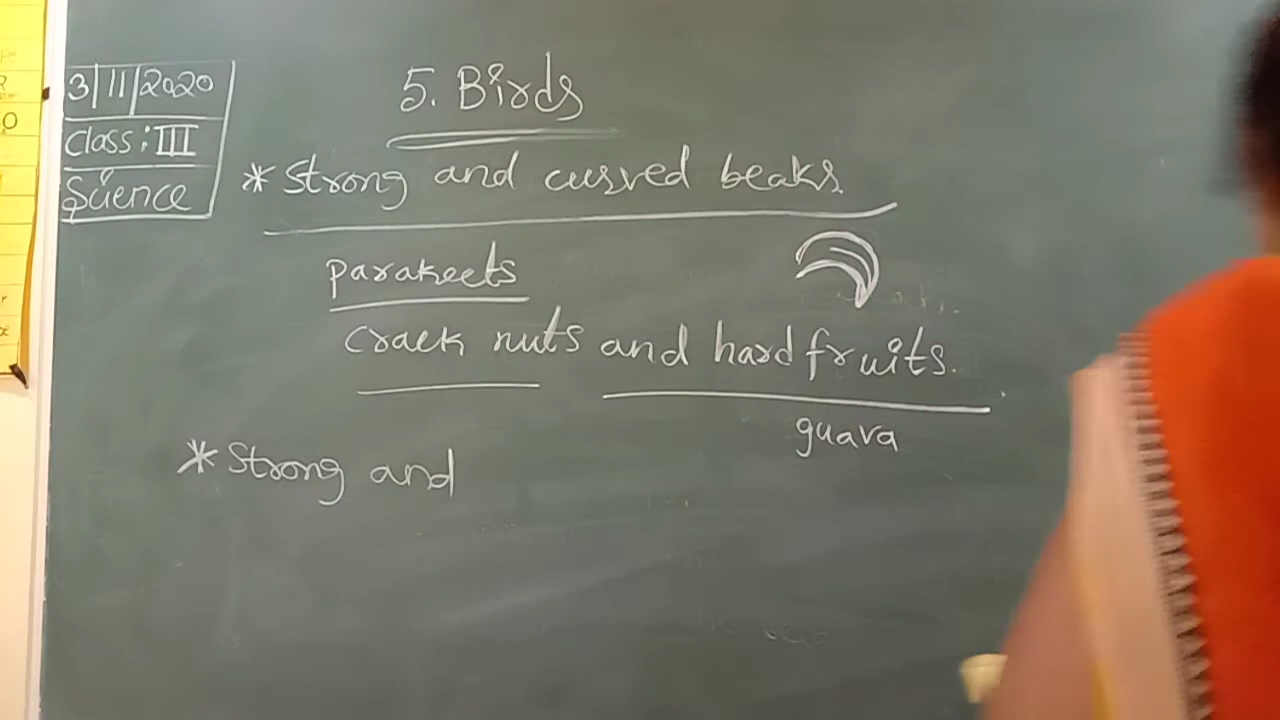 3/11/2020
Class: III
Science
5. Birds
* Strong and curved beaks.
parakeets
crack nuts and hard fruits.
guava
* Strong and